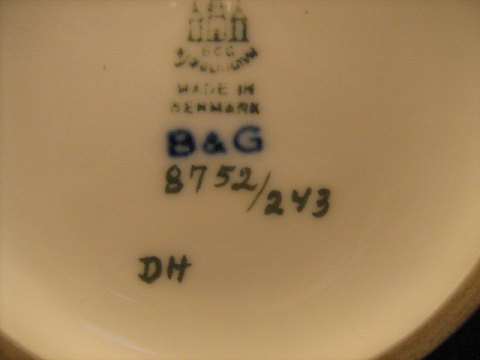 B&G
MADE IN
DENMARK
B&G
8752/243
DH